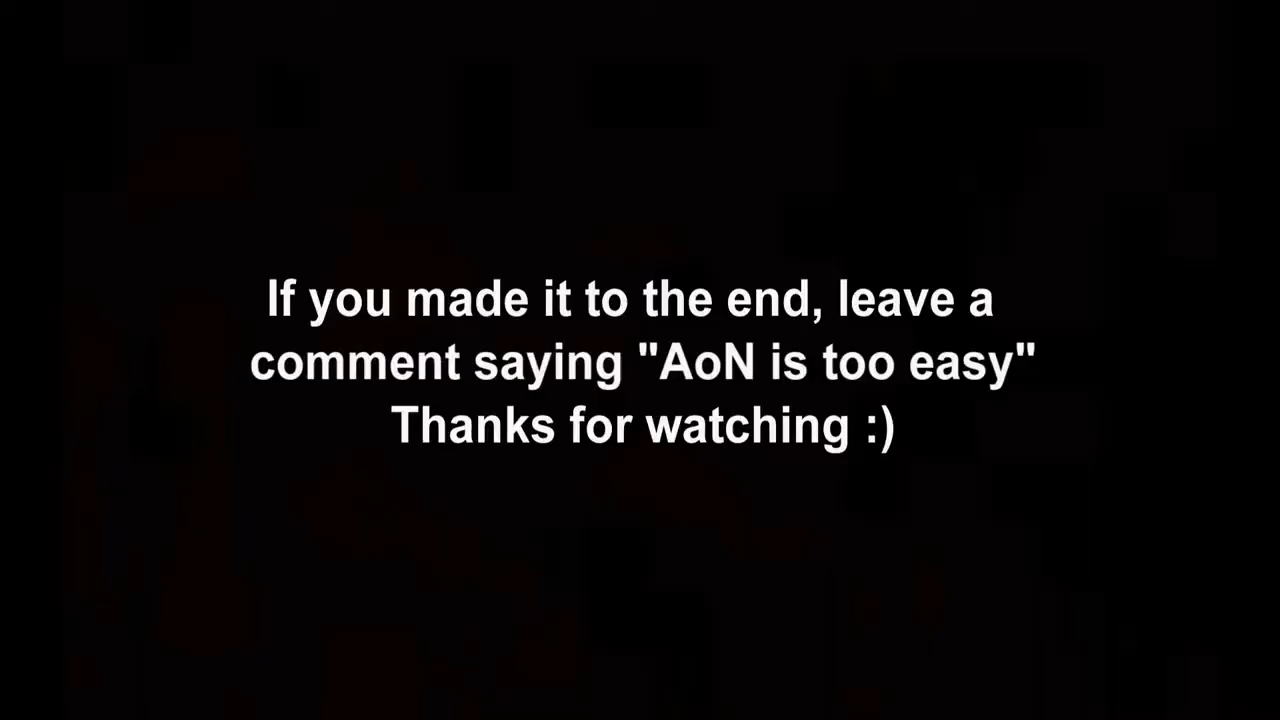 If you made it to the end, leave a
comment saying "AoN is too easy"
Thanks for watching :)